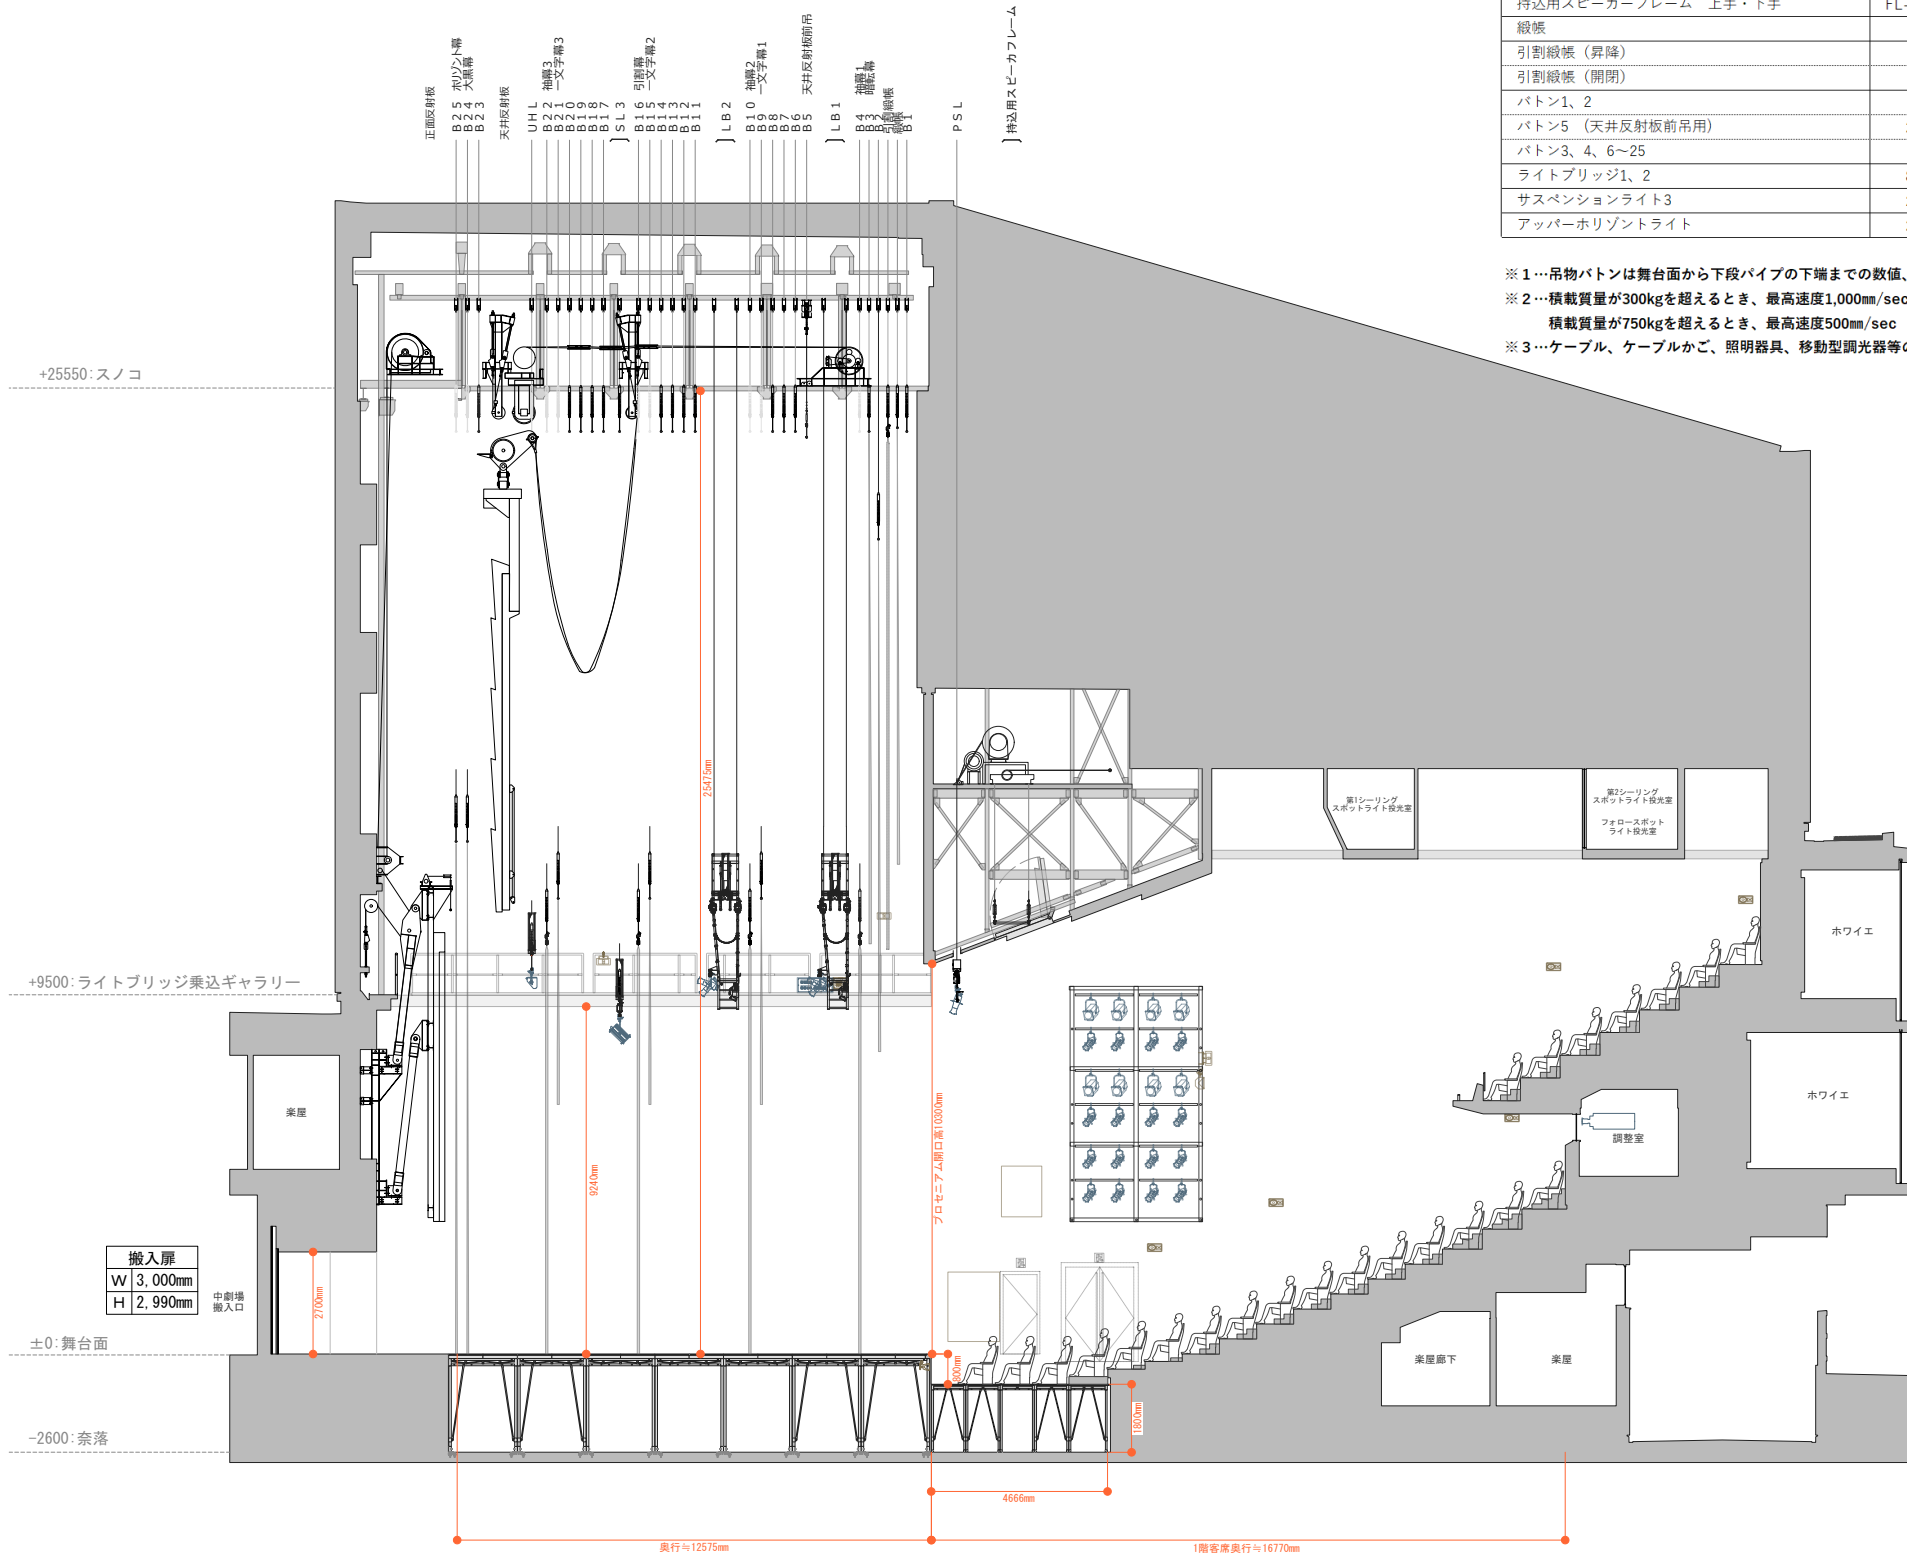 持込用スピーカーフレーム　上手・下手
緞帳
引割緞帳（昇降）
引割緞帳（開閉）
バトン1、2
バトン5　（天井反射板前吊用）
バトン3、4、6～25
ライトブリッジ1、2
サスペンションライト3
アッパーホリゾントライト
※１…吊物バトンは舞台面から下段パイプの下端までの数値、
※２…積載質量が300kgを超えるとき、最高速度1,000㎜/sec
積載質量が750kgを超えるとき、最高速度500㎜/sec
※３…ケーブル、ケーブルかご、照明器具、移動型調光器等の
正面反射板
B25 ホリゾント幕
B24 大黒幕
B23
天井反射板
UHL
B22 袖幕3
B21 一文字幕3
B20
B19
B18
B17
SL3
B16 引割幕
B15 一文字幕2
B14
B13
B12
B11
LB2
B10 袖幕2
B9 一文字幕1
B8
B7
B6
B5 天井反射板前吊
LB1
B4 袖幕1
B3 暗転幕
B2
引割緞帳
緞帳
B1
PSL
持込用スピーカフレーム
+25550:スノコ
+9500:ライトブリッジ乗込ギャラリー
±0:舞台面
-2600:奈落
25475mm
9240mm
プロセニアム開口高10300mm
2700mm
800mm
1800mm
4666mm
奥行≒12575mm
1階客席奥行≒16770mm
第1シーリング
スポットライト投光室
第2シーリング
スポットライト投光室
フォロースポット
ライト投光室
ホワイエ
ホワイエ
調整室
楽屋
搬入扉
W 3,000mm
H 2,990mm
中劇場
搬入口
楽屋廊下
楽屋